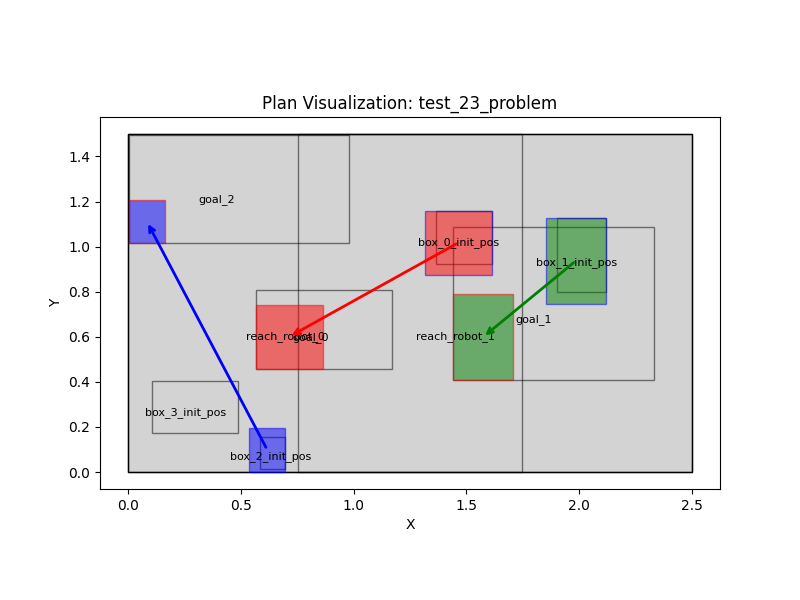 Plan Visualization: test_23_problem
goal_2
box_0_init_pos
box_1_init_pos
goal_1
reach_robot_0
goal_0
reach_robot_1
box_3_init_pos
box_2_init_pos
Y
0.0
0.2
0.4
0.6
0.8
1.0
1.2
1.4
0.0
0.5
1.0
1.5
2.0
2.5
X